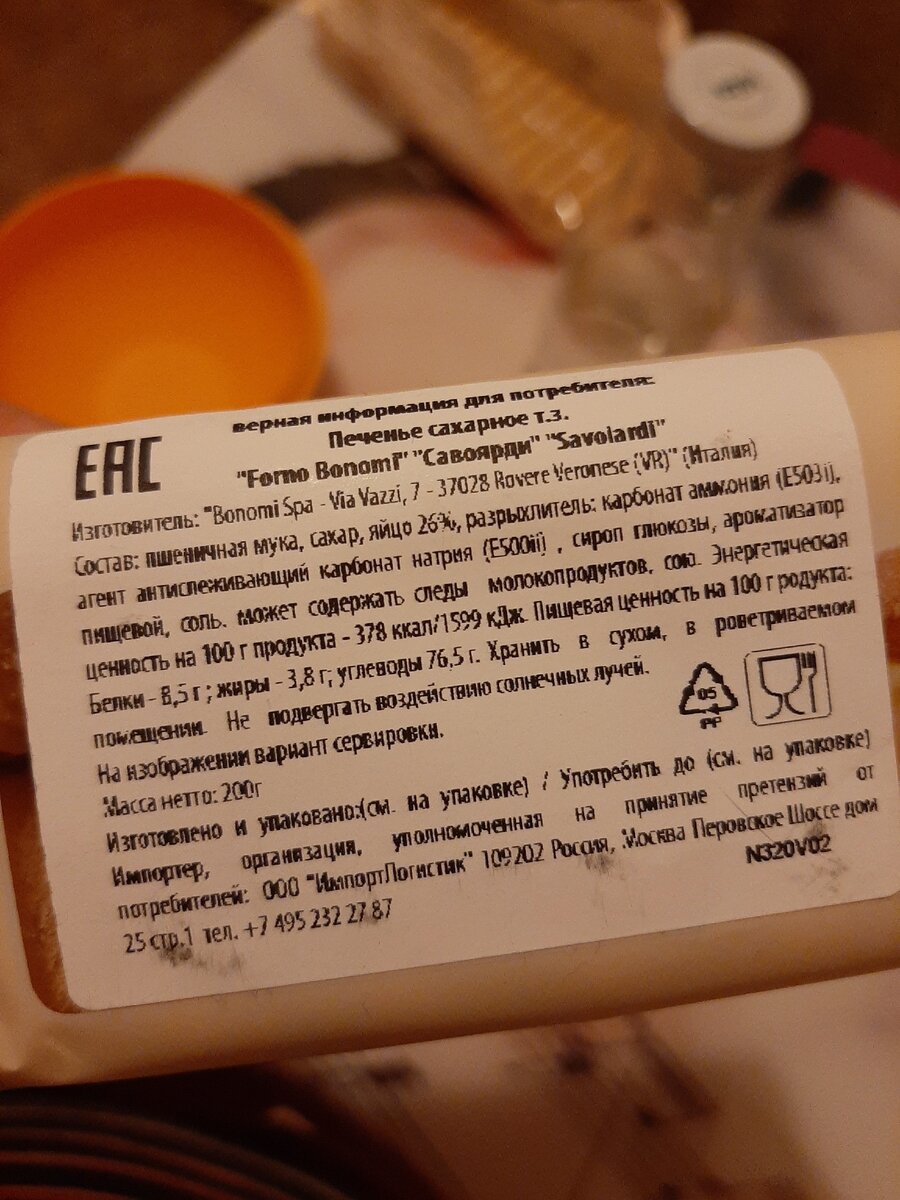 EAC
верная информация для потребителя:
Печенье сахарное т.з.
"Forno Bonomi" "Савоярди" "Savoiardi"
Изготовитель: "Bonomi Spa - Via Vazzi, 7 - 37028 Rovere Veronese (VR)" (Италия)
Состав: пшеничная мука, сахар, яйцо 26%, разрыхлитель: карбонат аммония (E503i),
агент антислеживающий карбонат натрия (E500ii) , сироп глюкозы, ароматизатор
пищевой, соль. может содержать следы молокопродуктов, сою. Энергетическая
ценность на 100 г продукта - 378 ккал/1599 кДж. Пищевая ценность на 100 г родукта:
Белки - 8,5 г ; жиры - 3,8 г; углеводы 76,5 г. Хранить в сухом, в роветриваемом
помещении. Не подвергать воздействию солнечных лучей.
На изображении вариант сервировки.
Масса нетто: 200г
05
PP
Изготовлено и упаковано:(см. на упаковке) / Употребить до (см. на упаковке)
Импортер, организация, уполномоченная на принятие претензий от
потребителей: ООО "ИмпортЛогистик" 109202 Россия, Москва Перовское Шоссе дом
25 стр.1 тел. +7 495 232 27 87
N320V02